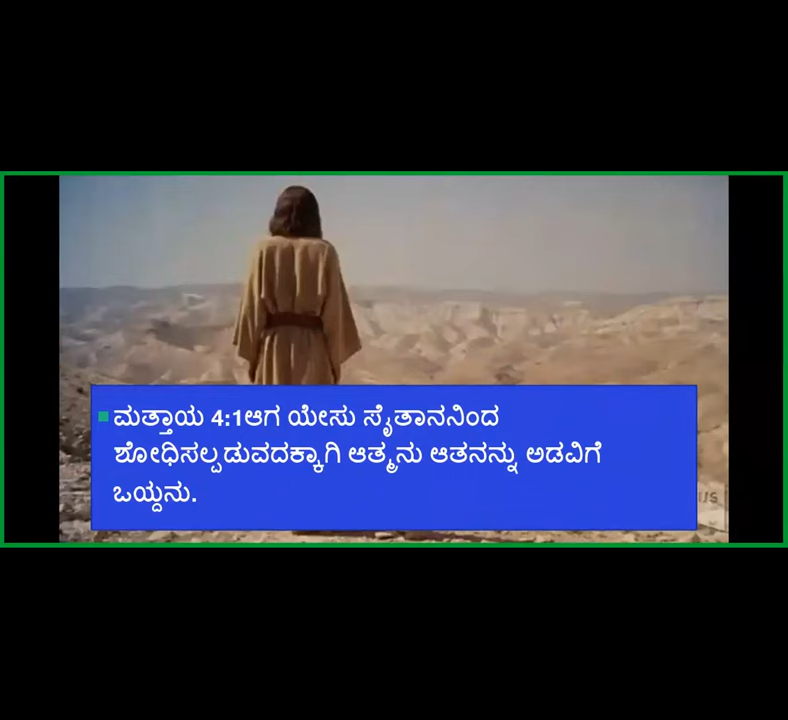 ಮತ್ತಾಯ 4:1ಆಗ ಯೇಸು ಸೈತಾನನಿಂದ
ಶೋಧಿಸಲ್ಪಡುವದಕ್ಕಾಗಿ ಆತ್ಮನು ಆತನನ್ನು ಅಡವಿಗೆ
ಒಯ್ದನು.